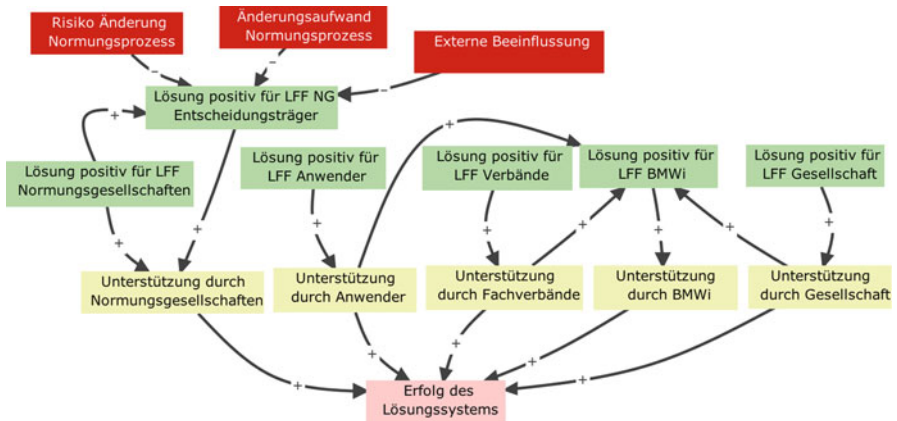 Risiko Änderung
Normungsprozess
Änderungsaufwand
Normungsprozess
Externe Beeinflussung
–
–
–
Lösung positiv für LFF NG
Entscheidungsträger
+
+
Lösung positiv für LFF
Normungsgesellschaften
Lösung positiv für
LFF Anwender
Lösung positiv für
LFF Verbände
Lösung positiv für
LFF BMWi
Lösung positiv für
LFF Gesellschaft
+
+
+
+
+
+
+
+
Unterstützung durch
Normungsgesellschaften
Unterstützung
durch Anwender
Unterstützung
durch Fachverbände
Unterstützung
durch BMWi
Unterstützung
durch Gesellschaft
+
+
+
+
+
Erfolg des
Lösungssystems